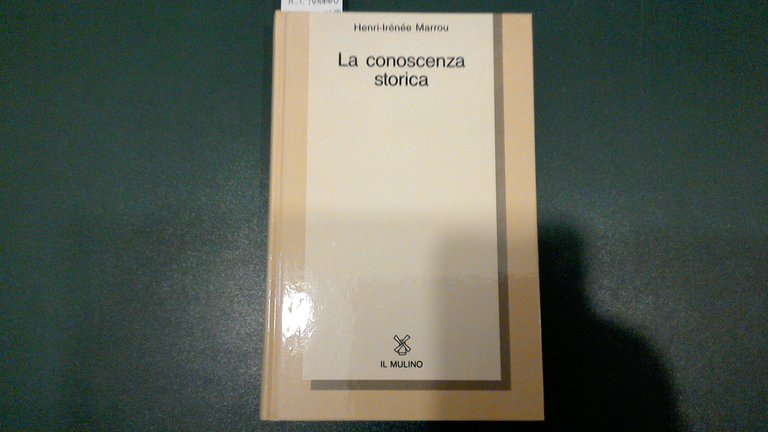 Henri-Irénée Marrou
La conoscenza
storica
IL MULINO